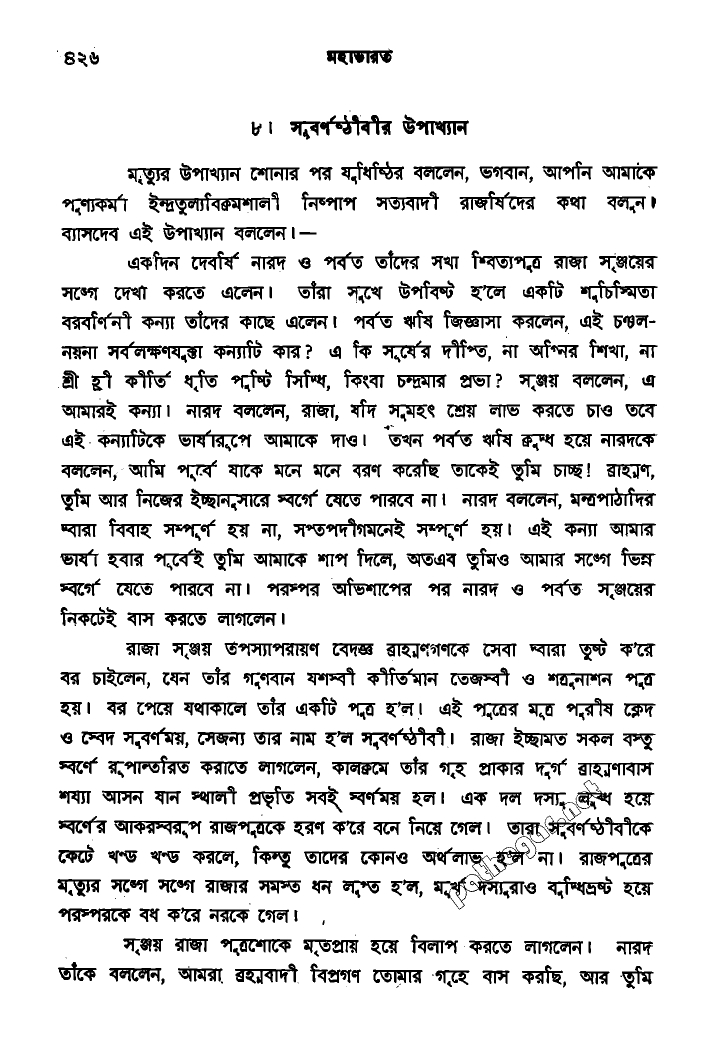 ৪২৬ মহাভারত
৮। সুবর্ণষ্ঠীবীর উপাখ্যান
মৃত্যুর উপাখ্যান শোনার পর যুধিষ্ঠির বললেন, ভগবান, আপনি আমাকে
পুণ্যকর্মা ইন্দ্রতুল্যবিক্রমশালী নিষ্পাপ সত্যবাদী রাজর্ষিদের কথা বলুন।
ব্যাসদেব এই উপাখ্যান বললেন।—
একদিন দেবর্ষি নারদ ও পর্বত তাঁদের সখা শ্বিত্যপুত্র রাজা সৃঞ্জয়ের
সঙ্গে দেখা করতে এলেন। তাঁরা সুখে উপবিষ্ট হ'লে একটি শুচিস্মিতা
বরবর্ণিনী কন্যা তাঁদের কাছে এলেন। পর্বত ঋষি জিজ্ঞাসা করলেন, এই চঞ্চল-
নয়না সর্বলক্ষণযুক্তা কন্যাটি কার? এ কি সূর্যের দীপ্তি, না অগ্নির শিখা, না
শ্রী হ্রী কীর্তি ধৃতি পুষ্টি সিদ্ধি, কিংবা চন্দ্রমার প্রভা? সৃঞ্জয় বললেন, এ
আমারই কন্যা। নারদ বললেন, রাজা, যদি সুমহৎ শ্রেয় লাভ করতে চাও তবে
এই কন্যাটিকে ভার্যারূপে আমাকে দাও। তখন পর্বত ঋষি ক্রুদ্ধ হয়ে নারদকে
বললেন, আমি পূর্বে যাকে মনে মনে বরণ করেছি তাকেই তুমি চাচ্ছ! ব্রাহ্মণ,
তুমি আর নিজের ইচ্ছানুসারে স্বর্গে যেতে পারবে না। নারদ বললেন, মন্ত্রপাঠাদির
দ্বারা বিবাহ সম্পূর্ণ হয় না, সপ্তপদীগমনেই সম্পূর্ণ হয়। এই কন্যা আমার
ভার্যা হবার পূর্বেই তুমি আমাকে শাপ দিলে, অতএব তুমিও আমার সঙ্গে ভিন্ন
স্বর্গে যেতে পারবে না। পরস্পর অভিশাপের পর নারদ ও পর্বত সৃঞ্জয়ের
নিকটেই বাস করতে লাগলেন।
রাজা সৃঞ্জয় তপস্যাপরায়ণ বেদজ্ঞ ব্রাহ্মণগণকে সেবা দ্বারা তুষ্ট ক'রে
বর চাইলেন, যেন তাঁর গুণবান যশস্বী কীর্তিমান তেজস্বী ও শত্রুনাশন পুত্র
হয়। বর পেয়ে যথাকালে তাঁর একটি পুত্র হ'ল। এই পুত্রের মূত্র পুরীষ ক্লেদ
ও স্বেদ সুবর্ণময়, সেজন্য তার নাম হ'ল সুবর্ণষ্ঠীবী। রাজা ইচ্ছামত সকল বস্তু
স্বর্ণে রূপান্তরিত করাতে লাগলেন, কালক্রমে তাঁর গৃহ প্রাকার দুর্গ ব্রাহ্মণাবাস
শয্যা আসন যান স্থালী প্রভৃতি সবই স্বর্ণময় হল। এক দল দস্যু লুব্ধ হয়ে
স্বর্ণের আকরস্বরূপ রাজপুত্রকে হরণ ক'রে বনে নিয়ে গেল। তারা সুবর্ণষ্ঠীবীকে
কেটে খণ্ড খণ্ড করলে, কিন্তু তাদের কোনও অর্থলাভ হ'ল না। রাজপুত্রের
মৃত্যুর সঙ্গে সঙ্গে রাজার সমস্ত ধন লুপ্ত হ'ল, মূর্খ দস্যুরাও বুদ্ধিভ্রষ্ট হয়ে
পরস্পরকে বধ ক'রে নরকে গেল।
সৃঞ্জয় রাজা পুত্রশোকে মৃতপ্রায় হয়ে বিলাপ করতে লাগলেন। নারদ
তাঁকে বললেন, আমরা ব্রহ্মবাদী বিপ্রগণ তোমার গৃহে বাস করছি, আর তুমি
pathagar.net